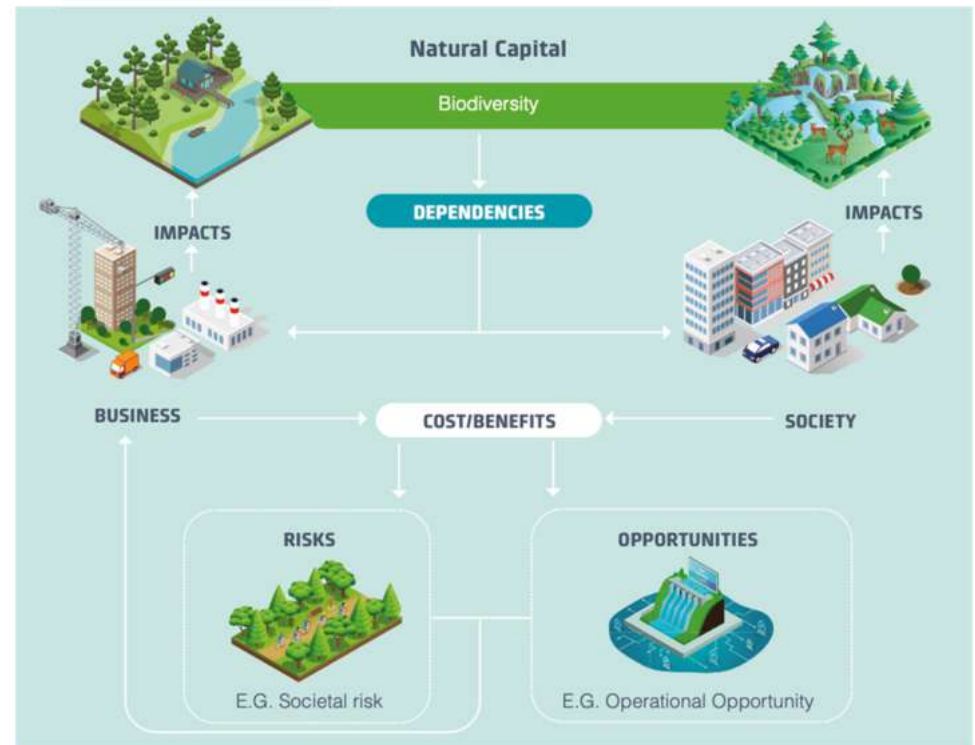 Natural Capital
Biodiversity
DEPENDENCIES
IMPACTS
IMPACTS
BUSINESS
COST/BENEFITS
SOCIETY
RISKS
OPPORTUNITIES
E.G. Societal risk
E.G. Operational Opportunity